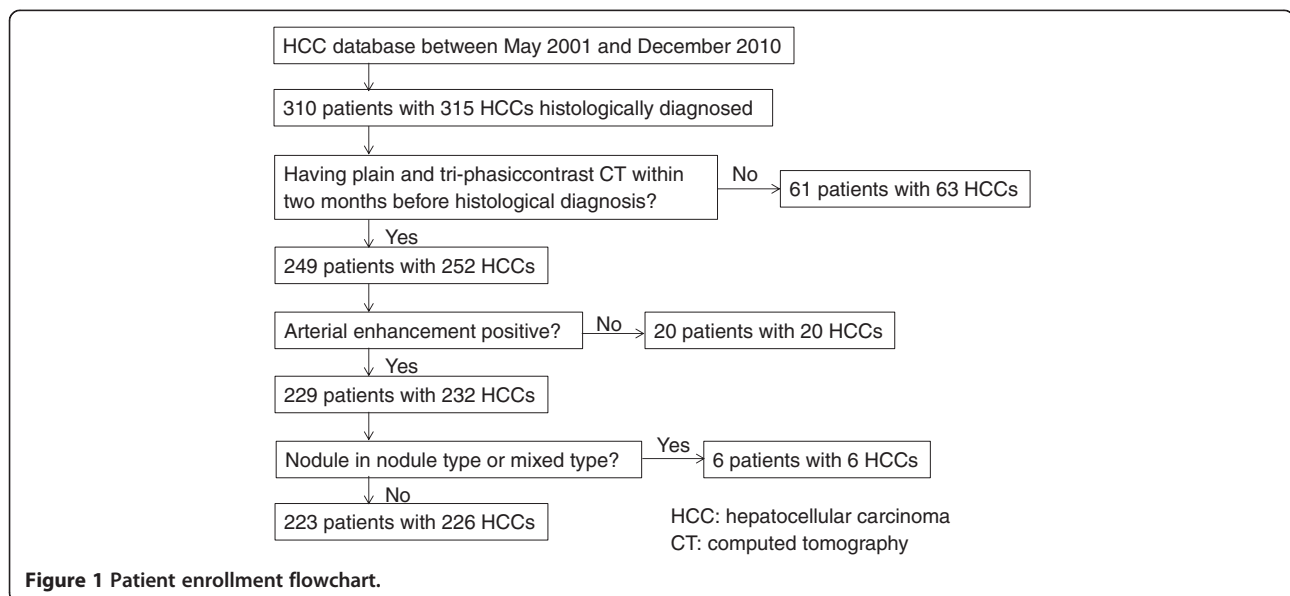 HCC database between May 2001 and December 2010
310 patients with 315 HCCs histologically diagnosed
Having plain and tri-phasiccontrast CT within
two months before histological diagnosis?
No
61 patients with 63 HCCs
Yes
249 patients with 252 HCCs
Arterial enhancement positive?
No
20 patients with 20 HCCs
Yes
229 patients with 232 HCCs
Nodule in nodule type or mixed type?
Yes
6 patients with 6 HCCs
No
223 patients with 226 HCCs
HCC: hepatocellular carcinoma
CT: computed tomography
Figure 1 Patient enrollment flowchart.